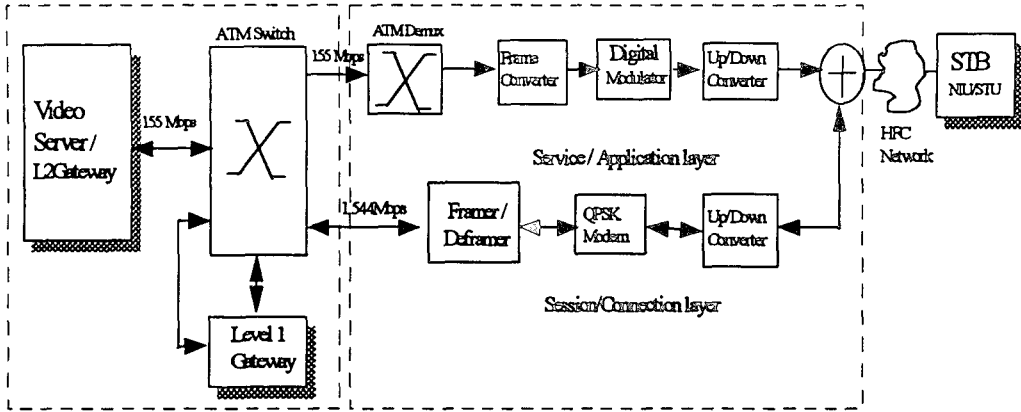 ATM Switch
155 Mbps
ATM Demux
Frame
Converter
Digital
Modulator
Up/Down
Converter
STB
NIU/STU
Video
Server /
L2Gateway
155 Mbps
HFC
Network
Service / Application layer
1.544Mbps
Framer /
Deframer
QPSK
Modem
Up/Down
Converter
Session/Connection layer
Level 1
Gateway